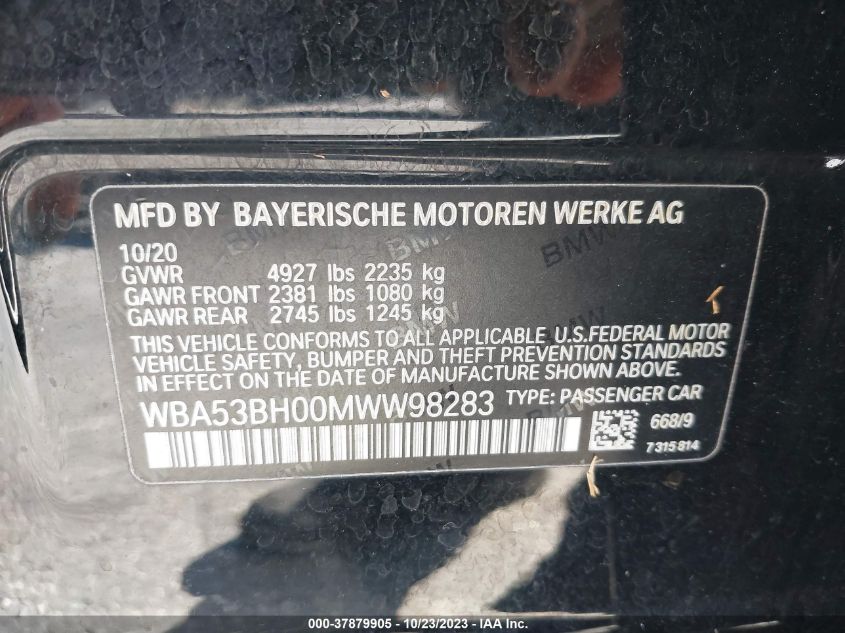 MFD BY BAYERISCHE MOTOREN WERKE AG
10/20
GVWR 4927 lbs 2235 kg
GAWR FRONT 2381 lbs 1080 kg
GAWR REAR 2745 lbs 1245 kg
THIS VEHICLE CONFORMS TO ALL APPLICABLE U.S.FEDERAL MOTOR
VEHICLE SAFETY, BUMPER AND THEFT PREVENTION STANDARDS
IN EFFECT ON THE DATE OF MANUFACTURE SHOWN ABOVE.
WBA53BH00MWW98283 TYPE: PASSENGER CAR
668/9
7315814
000-37879905 - 10/23/2023 - IAA Inc.